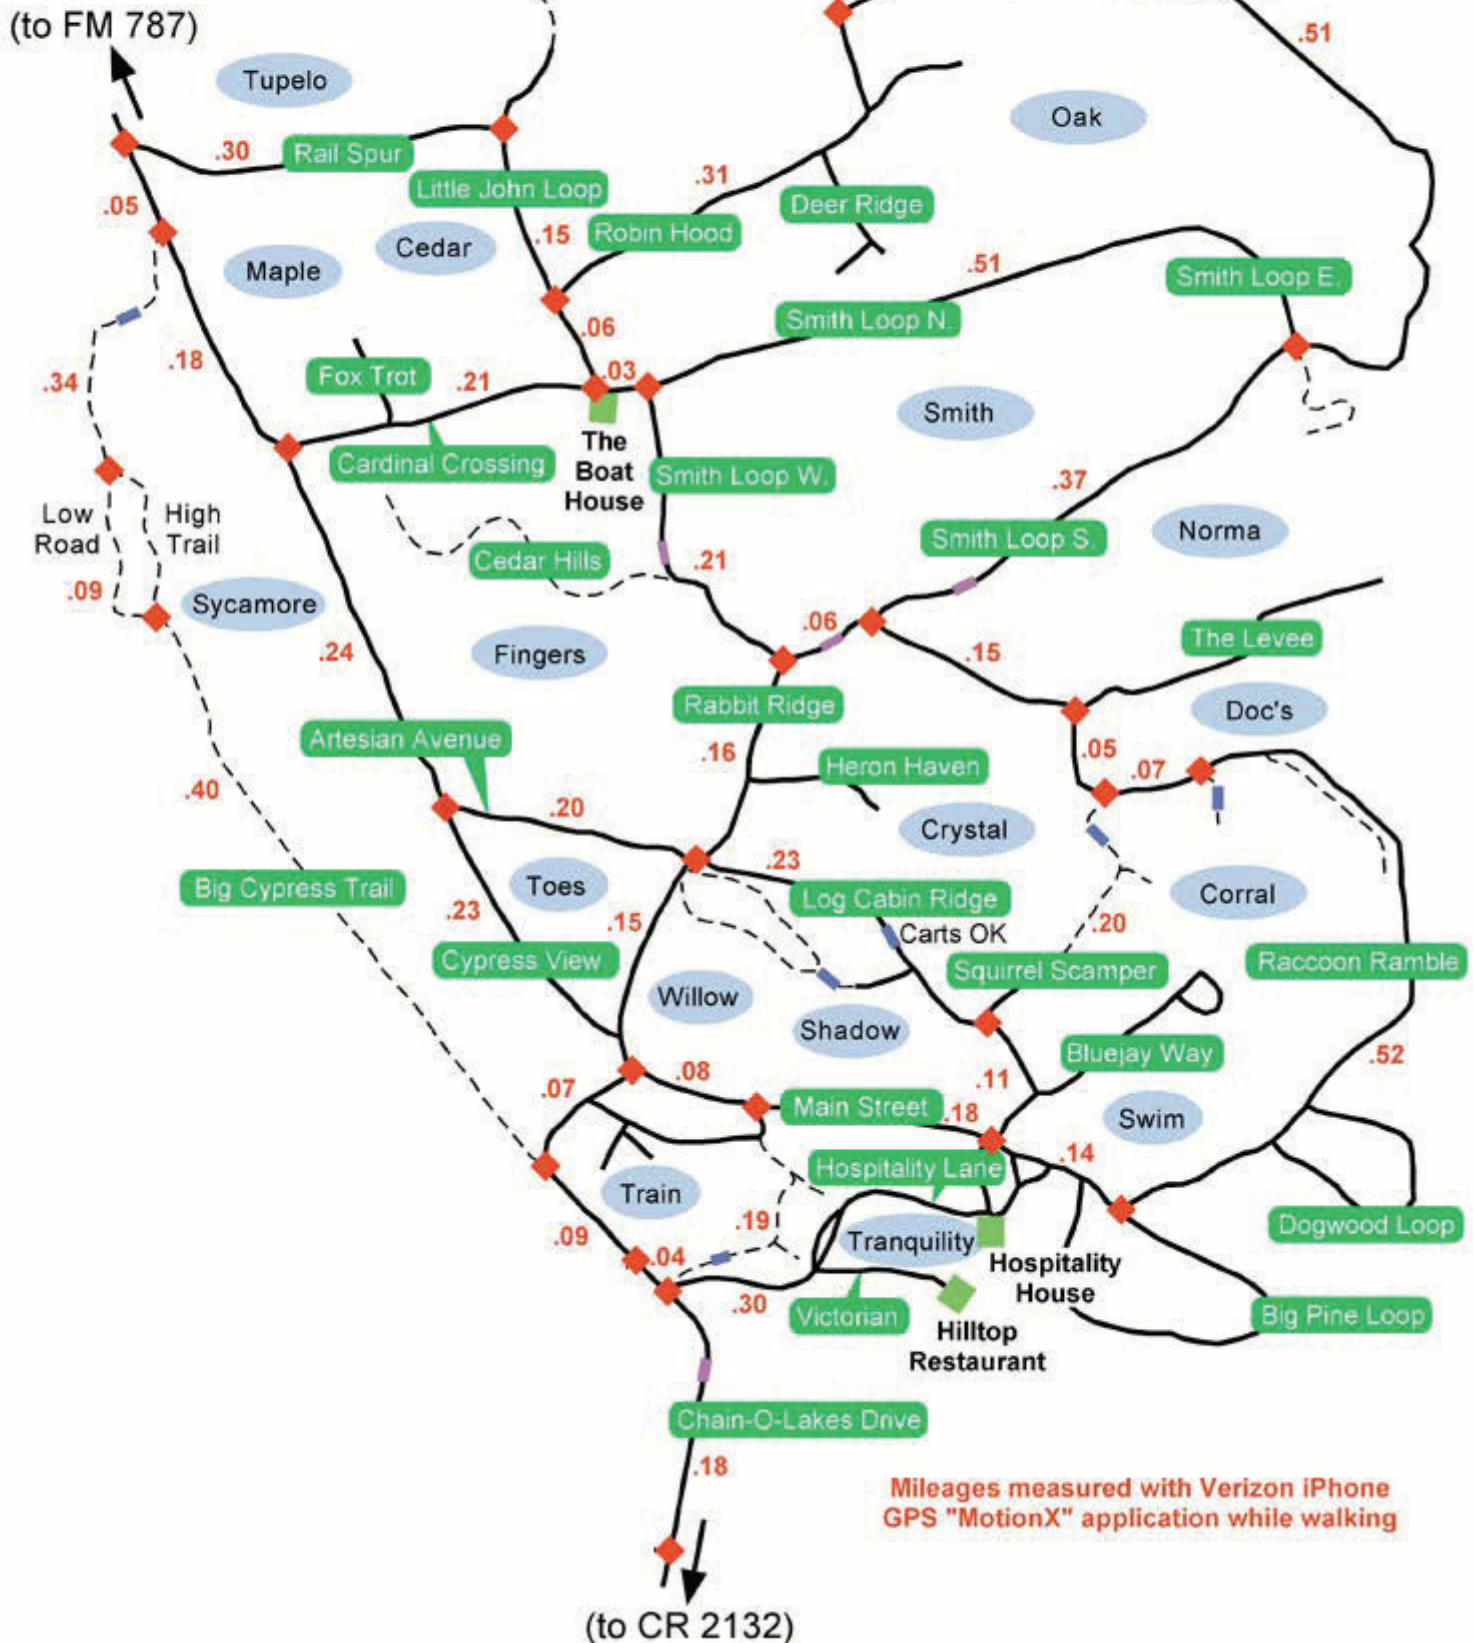 (to FM 787)
.51
Tupelo
Oak
.30
Rail Spur
Little John Loop
.31
Deer Ridge
.05
.15
Robin Hood
Cedar
Maple
.51
Smith Loop E.
Smith Loop N.
.06
.18
.34
Fox Trot
.21
.03
Smith
The
Boat
House
Cardinal Crossing
Smith Loop W.
.37
Low
Road
High
Trail
Norma
Smith Loop S.
Cedar Hills
.21
.09
Sycamore
.06
The Levee
.24
Fingers
.15
Rabbit Ridge
Doc's
Artesian Avenue
.16
.05
.07
Heron Haven
.40
.20
Crystal
.23
Big Cypress Trail
Toes
Log Cabin Ridge
Corral
.23
.15
Carts OK
.20
Cypress View
Squirrel Scamper
Raccoon Ramble
Willow
Shadow
Bluejay Way
.52
.07
.08
.11
Main Street
.18
Swim
.14
Hospitality Lane
Train
.19
Dogwood Loop
.09
.04
Tranquility
Hospitality
House
.30
Victorian
Big Pine Loop
Hilltop
Restaurant
Chain-O-Lakes Drive
.18
Mileages measured with Verizon iPhone
GPS "MotionX" application while walking
(to CR 2132)